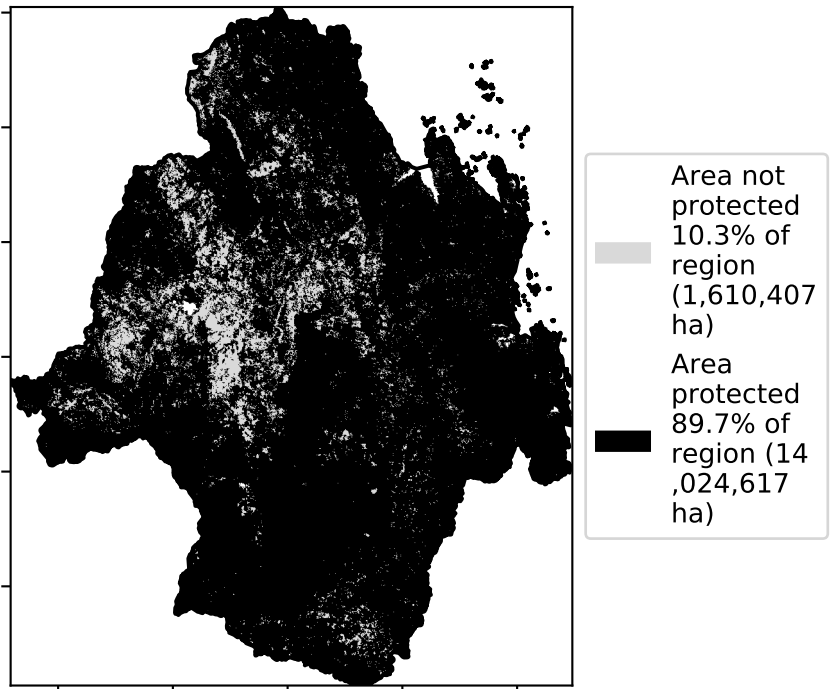 Area not
protected
10.3% of
region
(1,610,407
ha)
Area
protected
89.7% of
region (14
,024,617
ha)